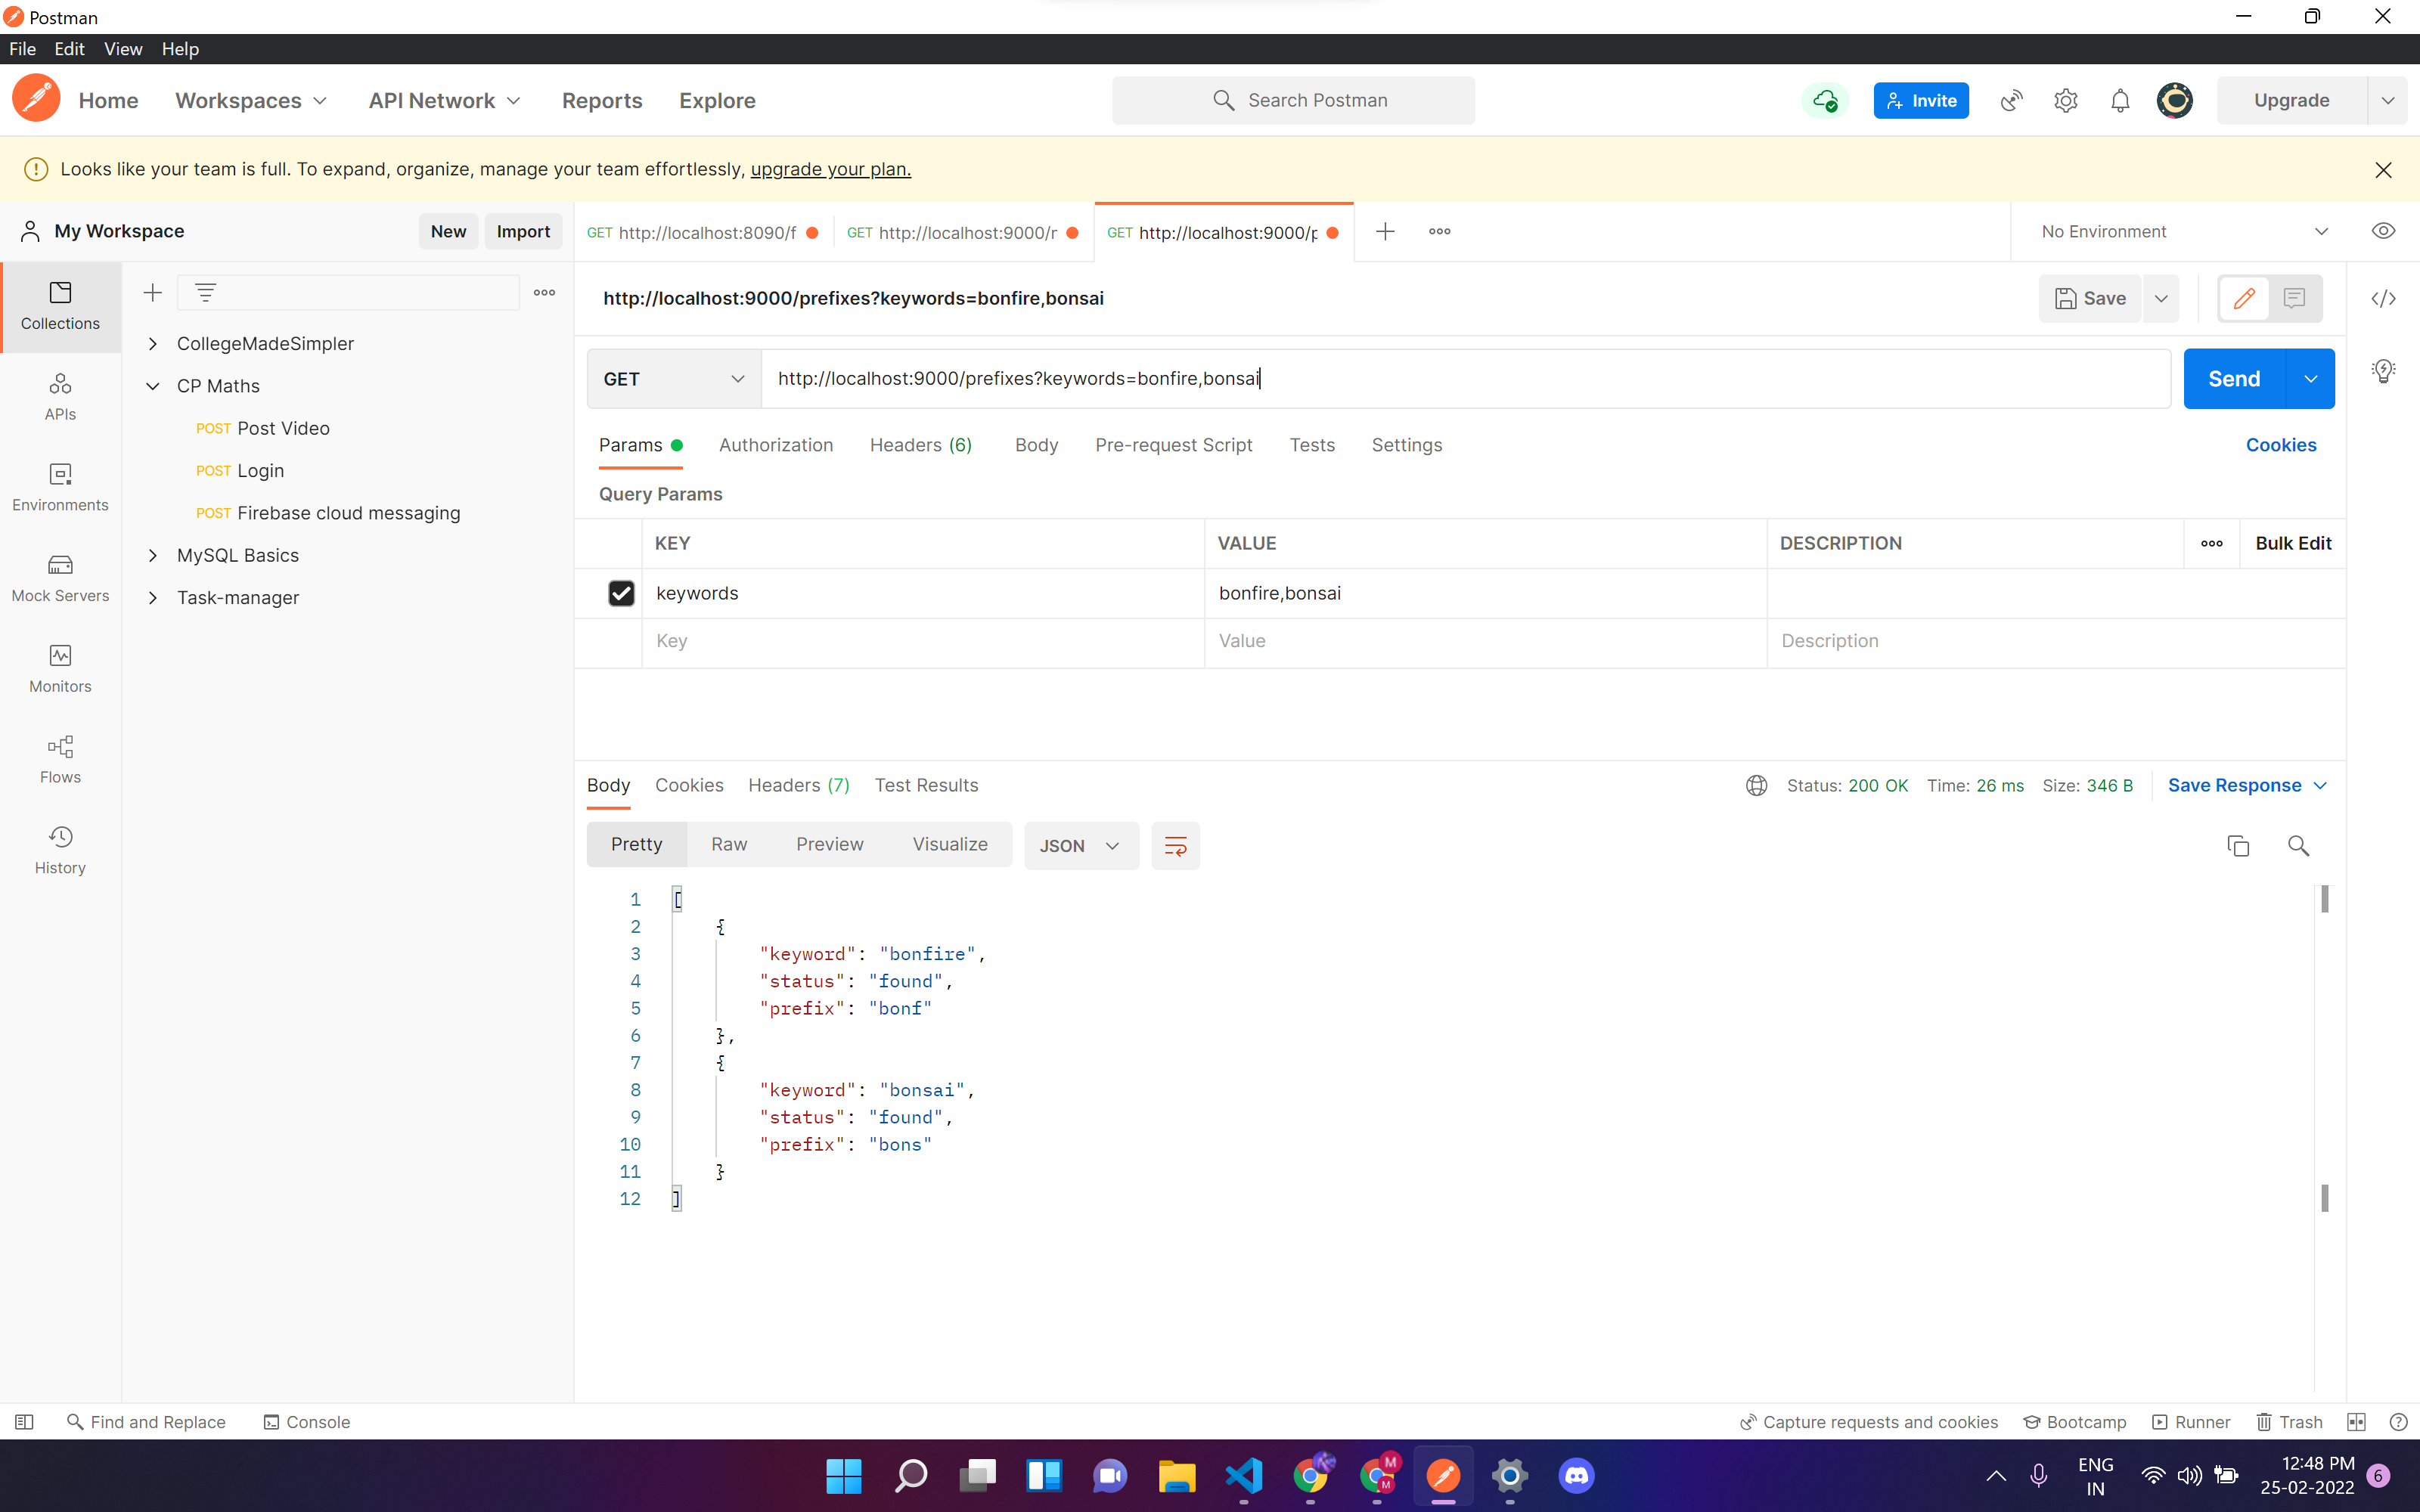 Postman
File Edit View Help
Home Workspaces API Network Reports Explore Search Postman Invite Upgrade
Looks like your team is full. To expand, organize, manage your team effortlessly, upgrade your plan.
My Workspace New Import
GET http://localhost:8090/f GET http://localhost:9000/r GET http://localhost:9000/p No Environment
Collections
APIs
Environments
Mock Servers
Monitors
Flows
History
CollegeMadeSimpler
CP Maths
POST Post Video
POST Login
POST Firebase cloud messaging
MySQL Basics
Task-manager
http://localhost:9000/prefixes?keywords=bonfire,bonsai Save
GET http://localhost:9000/prefixes?keywords=bonfire,bonsai Send
Params Authorization Headers (6) Body Pre-request Script Tests Settings Cookies
Query Params
KEY VALUE DESCRIPTION Bulk Edit
keywords bonfire,bonsai
Key Value Description
Body Cookies Headers (7) Test Results Status: 200 OK Time: 26 ms Size: 346 B Save Response
Pretty Raw Preview Visualize JSON
1 [
2 {
3 "keyword": "bonfire",
4 "status": "found",
5 "prefix": "bonf"
6 },
7 {
8 "keyword": "bonsai",
9 "status": "found",
10 "prefix": "bons"
11 }
12 ]
Find and Replace Console Capture requests and cookies Bootcamp Runner Trash
M
M
ENG
IN
12:48 PM
25-02-2022
6